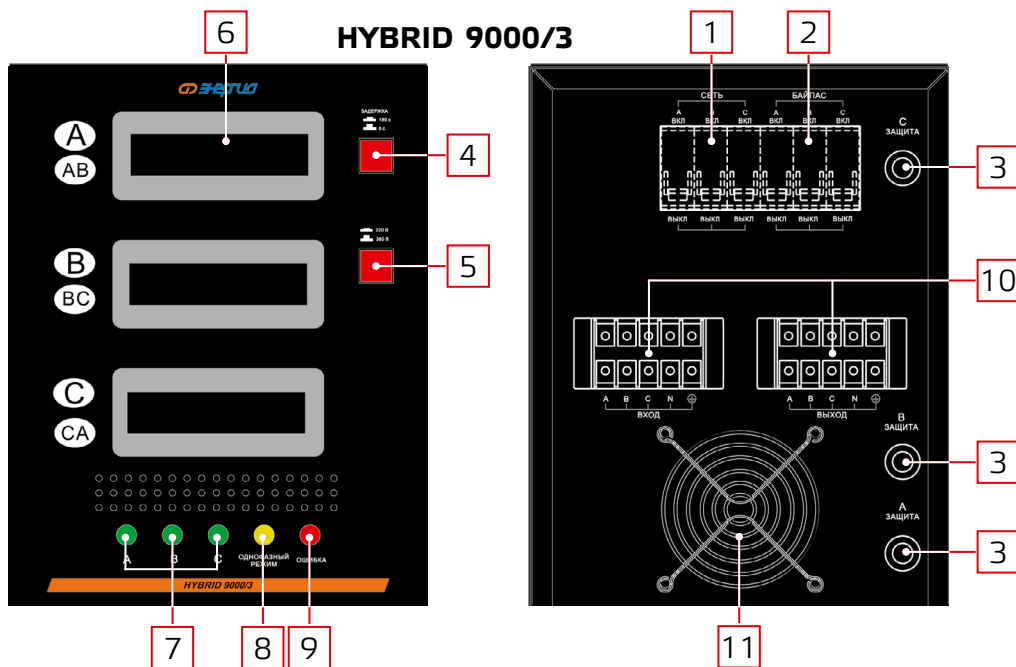 HYBRID 9000/3
6
1
2
энергия
A
AB
ЗАДЕРЖКА
180 с
6 с
4
B
BC
220 В
380 В
5
C
CA
A B C
ОДНОФАЗНЫЙ
РЕЖИМ
ОШИБКА
HYBRID 9000/3
7
8
9
СЕТЬ БАЙПАС
A B C A B C
ВКЛ ВКЛ ВКЛ ВКЛ ВКЛ ВКЛ
ВЫКЛ ВЫКЛ ВЫКЛ ВЫКЛ ВЫКЛ ВЫКЛ
C
ЗАЩИТА
3
10
A B C N
ВХОД
A B C N
ВЫХОД
B
ЗАЩИТА
3
A
ЗАЩИТА
3
11